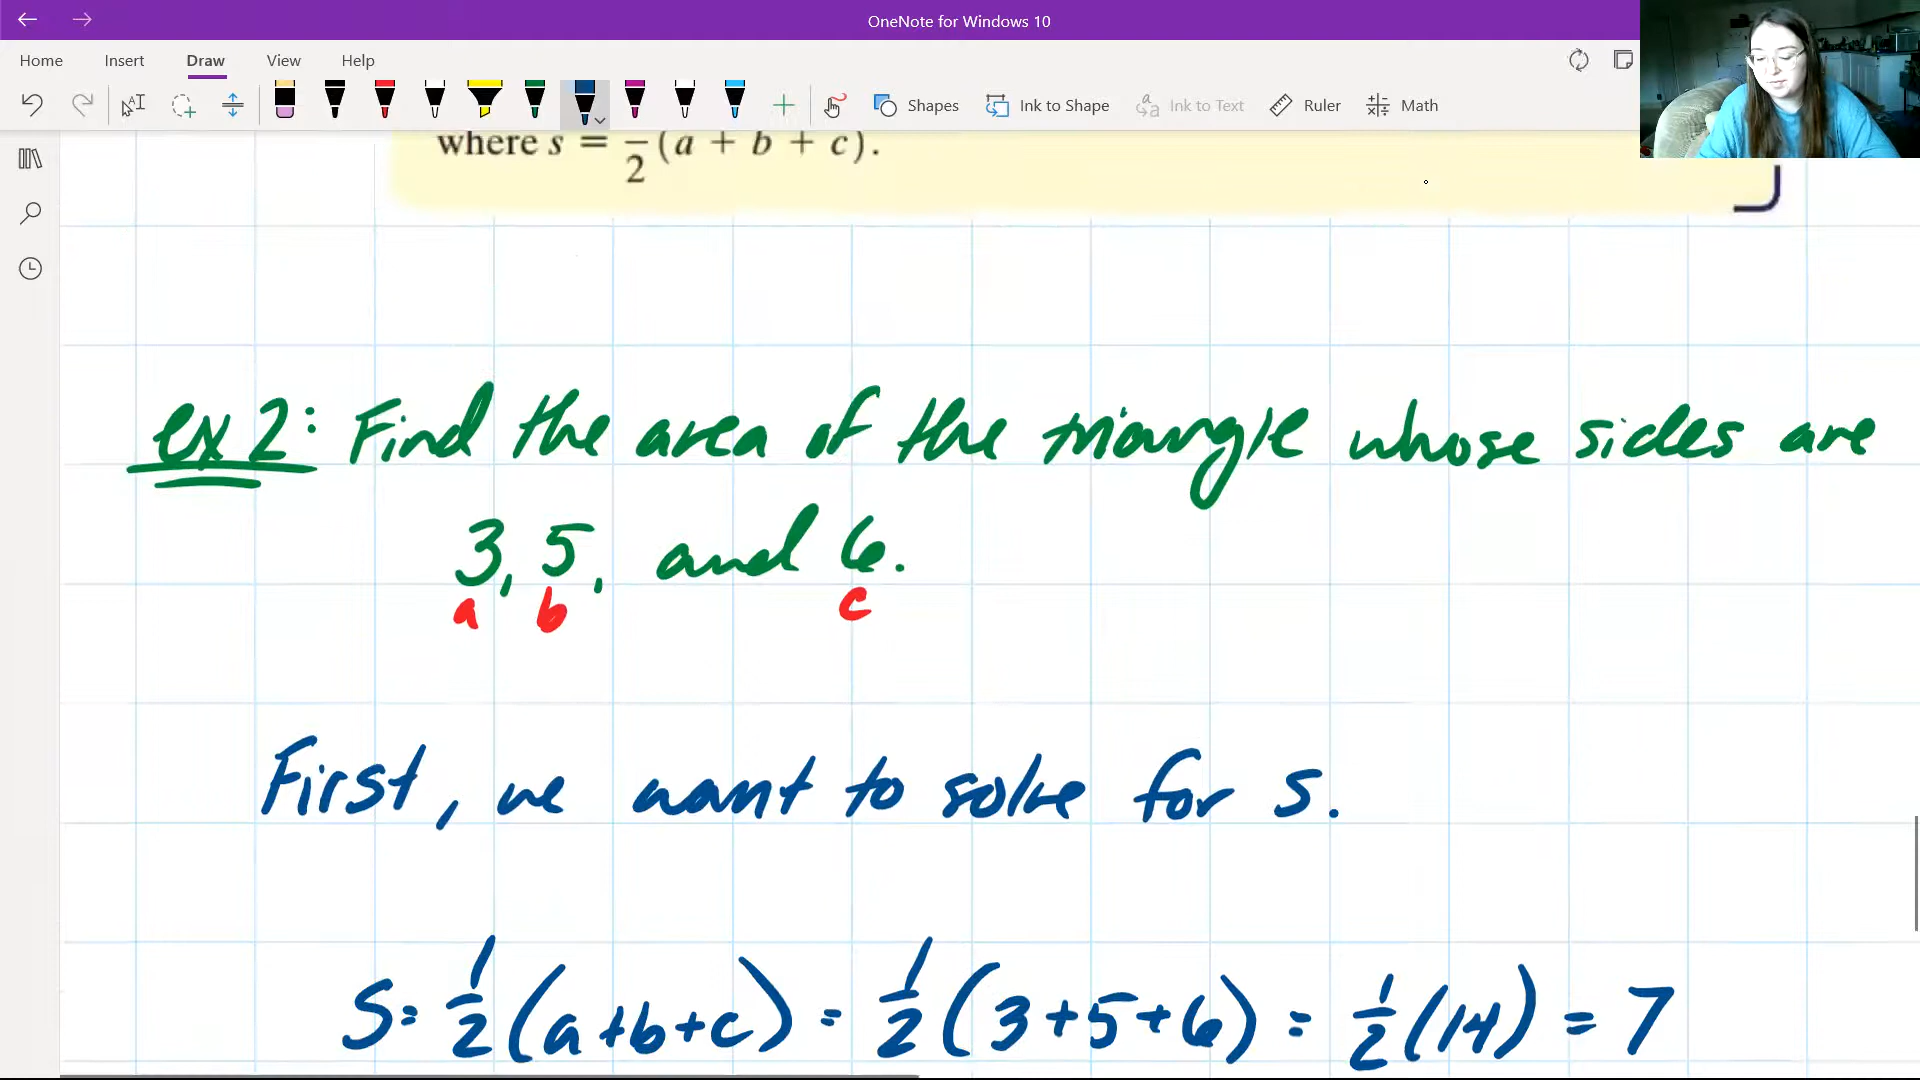 OneNote for Windows 10
Home Insert Draw View Help
Shapes Ink to Shape Ink to Text Ruler Math
where s = 1/2 (a + b + c).
ex 2: Find the area of the triangle whose sides are
3, 5, and 6.
a b c
First, we want to solve for s.
S = 1/2 (a+b+c) = 1/2 (3+5+6) = 1/2 (14) = 7